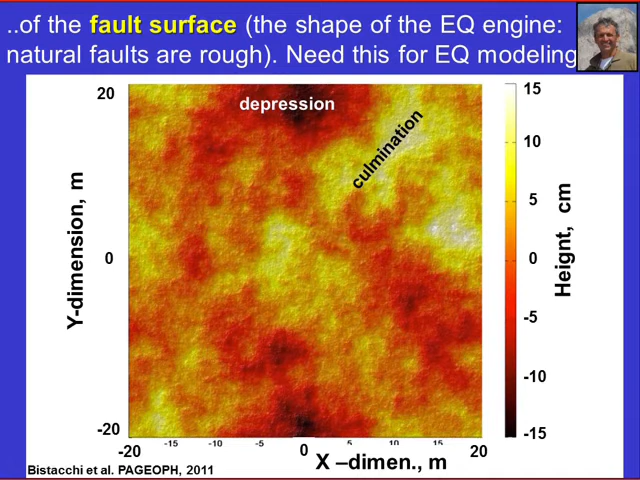 ..of the fault surface (the shape of the EQ engine:
natural faults are rough). Need this for EQ modeling
depression
culmination
20
0
-20
Y-dimension, m
-20
-15
-10
-5
0
5
10
15
20
X –dimen., m
15
10
5
0
-5
-10
-15
Heignt, cm
Bistacchi et al. PAGEOPH, 2011